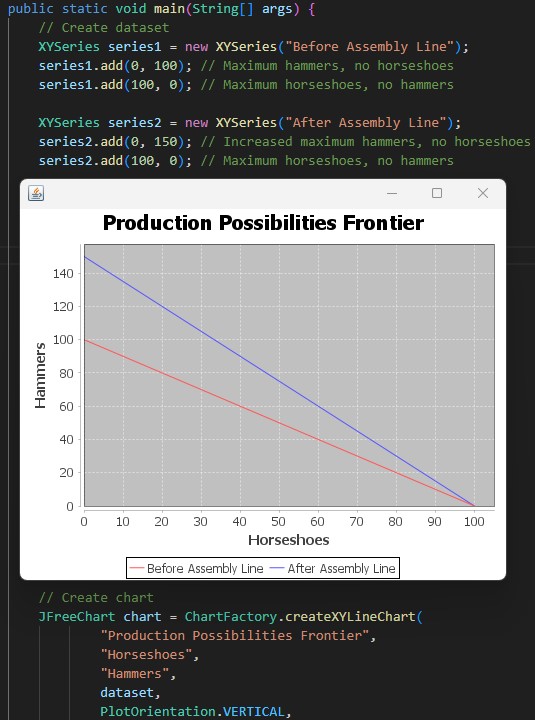 public static void main(String[] args) {
// Create dataset
XYSeries series1 = new XYSeries("Before Assembly Line");
series1.add(0, 100); // Maximum hammers, no horseshoes
series1.add(100, 0); // Maximum horseshoes, no hammers
XYSeries series2 = new XYSeries("After Assembly Line");
series2.add(0, 150); // Increased maximum hammers, no horseshoes
series2.add(100, 0); // Maximum horseshoes, no hammers
Production Possibilities Frontier
140
120
100
80
60
40
20
0
Hammers
0 10 20 30 40 50 60 70 80 90 100
Horseshoes
Before Assembly Line After Assembly Line
// Create chart
JFreeChart chart = ChartFactory.createXYLineChart(
"Production Possibilities Frontier",
"Horseshoes",
"Hammers",
dataset,
PlotOrientation.VERTICAL,